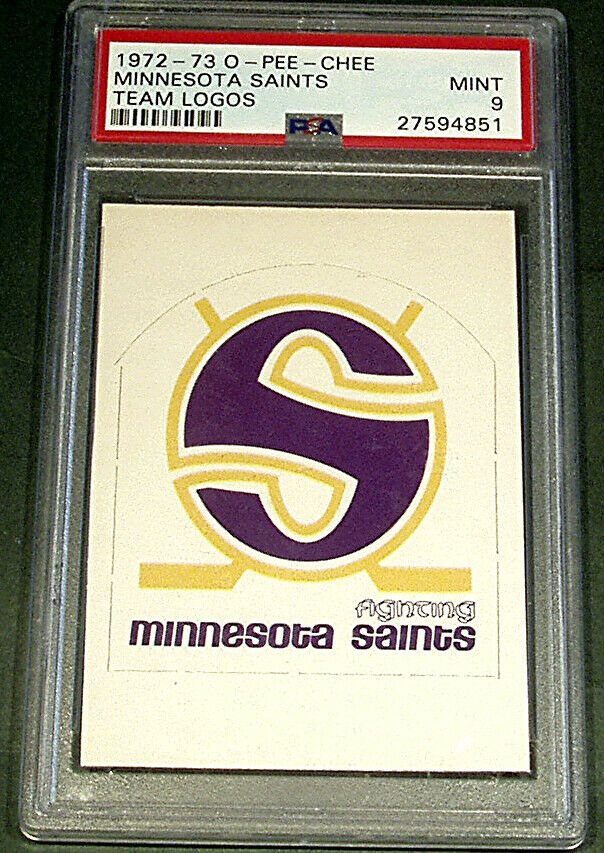 1972-73 O-PEE-CHEE
MINNESOTA SAINTS MINT
TEAM LOGOS 9
PSA 27594851
S
fighting
minnesota saints